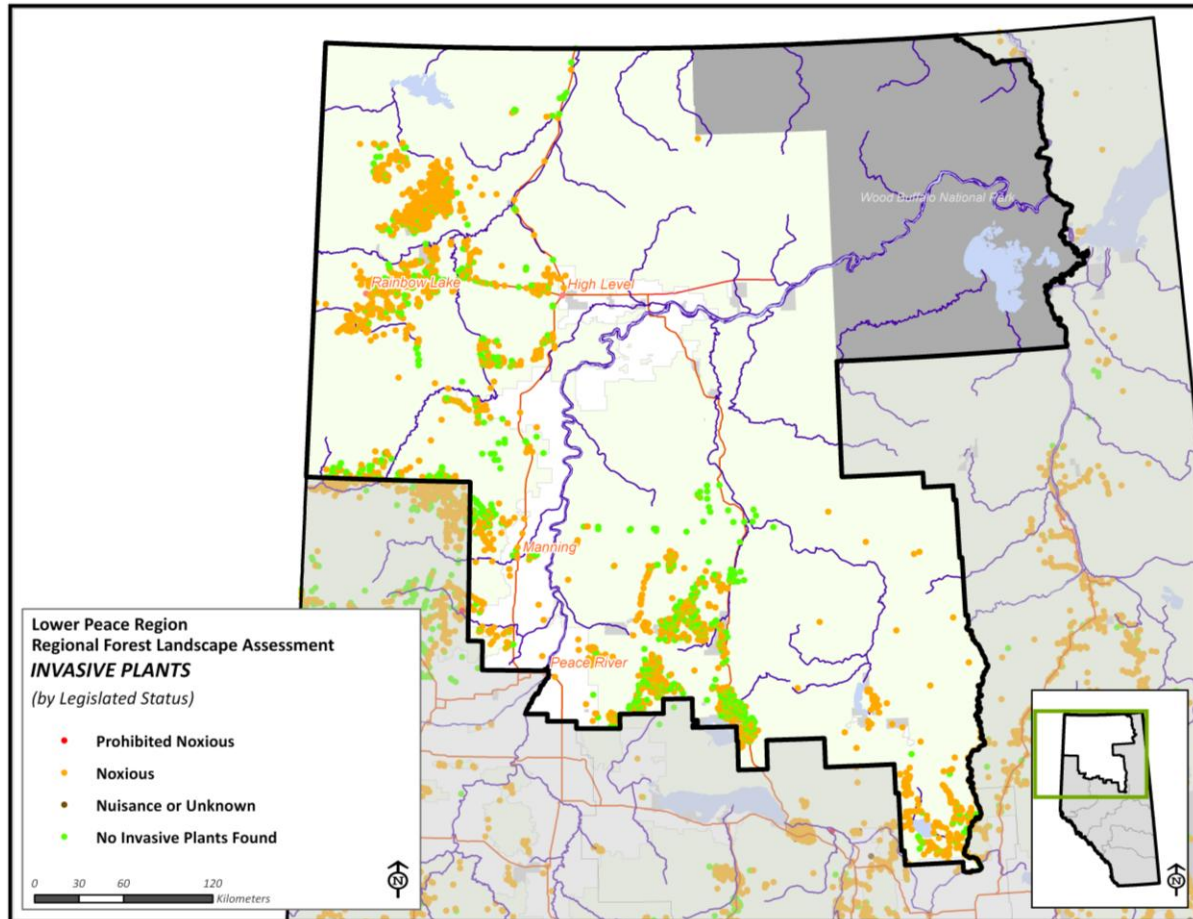 Wood Buffalo National Park
Rainbow Lake
High Level
Manning
Peace River
Lower Peace Region
Regional Forest Landscape Assessment
INVASIVE PLANTS
(by Legislated Status)
Prohibited Noxious
Noxious
Nuisance or Unknown
No Invasive Plants Found
0 30 60 120
Kilometers
N
N